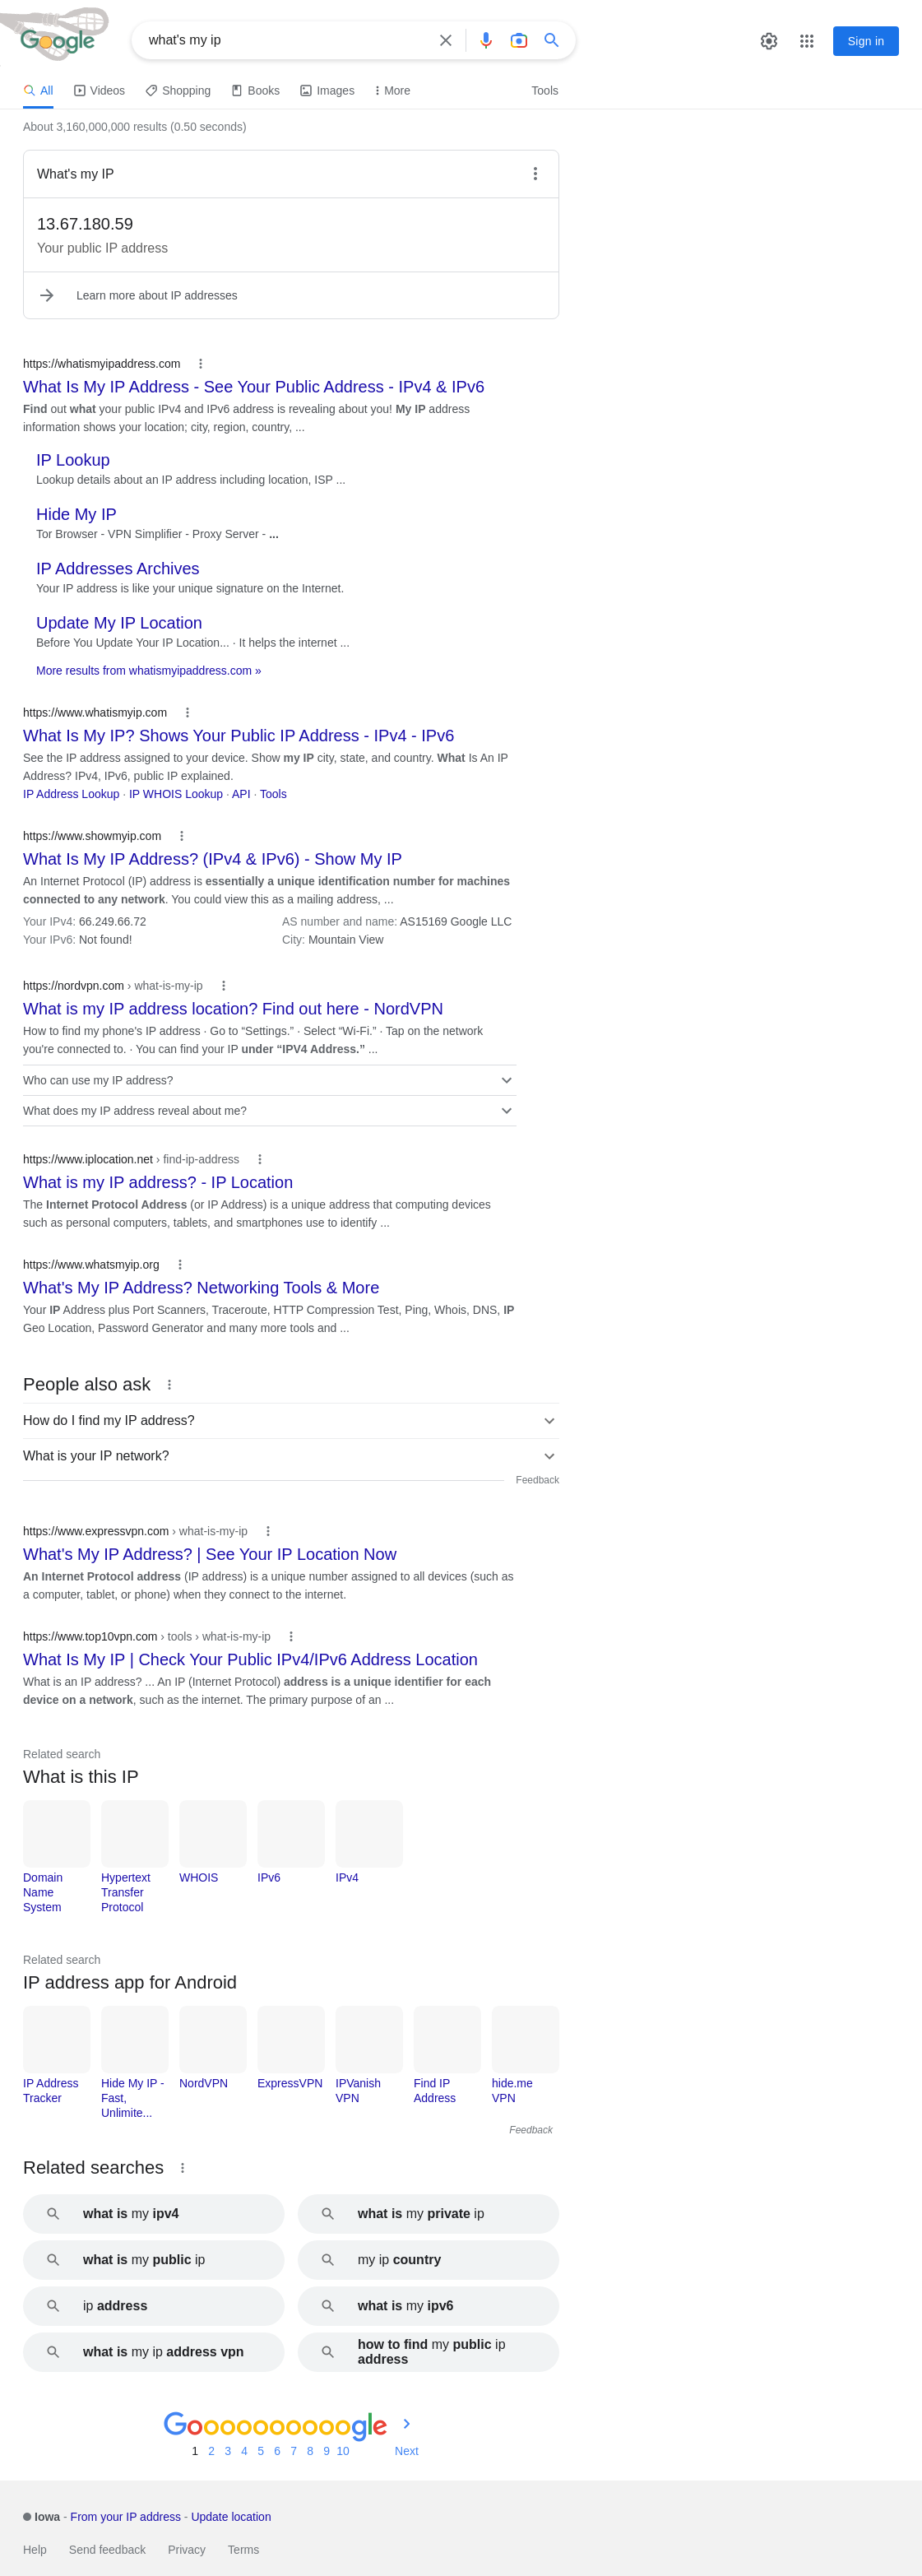 Google
what's my ip
Sign in
All
Videos
Shopping
Books
Images
More
Tools
About 3,160,000,000 results (0.50 seconds)
What's my IP
13.67.180.59
Your public IP address
Learn more about IP addresses
https://whatismyipaddress.com
What Is My IP Address - See Your Public Address - IPv4 & IPv6
Find out what your public IPv4 and IPv6 address is revealing about you! My IP address
information shows your location; city, region, country, ...
IP Lookup
Lookup details about an IP address including location, ISP ...
Hide My IP
Tor Browser - VPN Simplifier - Proxy Server - ...
IP Addresses Archives
Your IP address is like your unique signature on the Internet.
Update My IP Location
Before You Update Your IP Location... · It helps the internet ...
More results from whatismyipaddress.com »
https://www.whatismyip.com
What Is My IP? Shows Your Public IP Address - IPv4 - IPv6
See the IP address assigned to your device. Show my IP city, state, and country. What Is An IP
Address? IPv4, IPv6, public IP explained.
IP Address Lookup · IP WHOIS Lookup · API · Tools
https://www.showmyip.com
What Is My IP Address? (IPv4 & IPv6) - Show My IP
An Internet Protocol (IP) address is essentially a unique identification number for machines
connected to any network. You could view this as a mailing address, ...
Your IPv4: 66.249.66.72
AS number and name: AS15169 Google LLC
Your IPv6: Not found!
City: Mountain View
https://nordvpn.com › what-is-my-ip
What is my IP address location? Find out here - NordVPN
How to find my phone's IP address · Go to “Settings.” · Select “Wi-Fi.” · Tap on the network
you're connected to. · You can find your IP under “IPV4 Address.” ...
Who can use my IP address?
What does my IP address reveal about me?
https://www.iplocation.net › find-ip-address
What is my IP address? - IP Location
The Internet Protocol Address (or IP Address) is a unique address that computing devices
such as personal computers, tablets, and smartphones use to identify ...
https://www.whatsmyip.org
What's My IP Address? Networking Tools & More
Your IP Address plus Port Scanners, Traceroute, HTTP Compression Test, Ping, Whois, DNS, IP
Geo Location, Password Generator and many more tools and ...
People also ask
How do I find my IP address?
What is your IP network?
Feedback
https://www.expressvpn.com › what-is-my-ip
What's My IP Address? | See Your IP Location Now
An Internet Protocol address (IP address) is a unique number assigned to all devices (such as
a computer, tablet, or phone) when they connect to the internet.
https://www.top10vpn.com › tools › what-is-my-ip
What Is My IP | Check Your Public IPv4/IPv6 Address Location
What is an IP address? ... An IP (Internet Protocol) address is a unique identifier for each
device on a network, such as the internet. The primary purpose of an ...
Related search
What is this IP
Domain
Name
System
Hypertext
Transfer
Protocol
WHOIS
IPv6
IPv4
Related search
IP address app for Android
IP Address
Tracker
Hide My IP -
Fast,
Unlimite...
NordVPN
ExpressVPN
IPVanish
VPN
Find IP
Address
hide.me
VPN
Feedback
Related searches
what is my ipv4
what is my private ip
what is my public ip
my ip country
ip address
what is my ipv6
what is my ip address vpn
how to find my public ip
address
Goooooooooogle
1 2 3 4 5 6 7 8 9 10
Next
Iowa - From your IP address - Update location
Help
Send feedback
Privacy
Terms